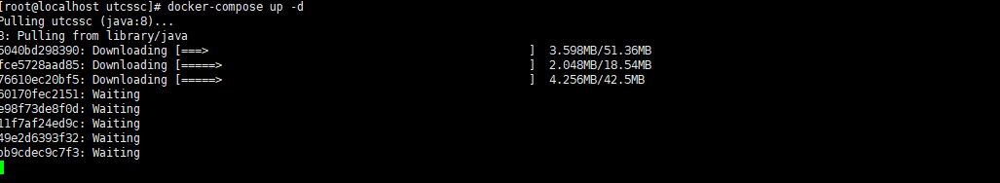 [root@localhost utcssc]# docker-compose up -d
Pulling utcssc (java:8)...
8: Pulling from library/java
5040bd298390: Downloading [===>                                               ]  3.598MB/51.36MB
fce5728aad85: Downloading [=====>                                             ]  2.048MB/18.54MB
76610ec20bf5: Downloading [=====>                                             ]  4.256MB/42.5MB
60170fec2151: Waiting
e98f73de8f0d: Waiting
11f7af24ed9c: Waiting
49e2d6393f32: Waiting
bb9cdec9c7f3: Waiting